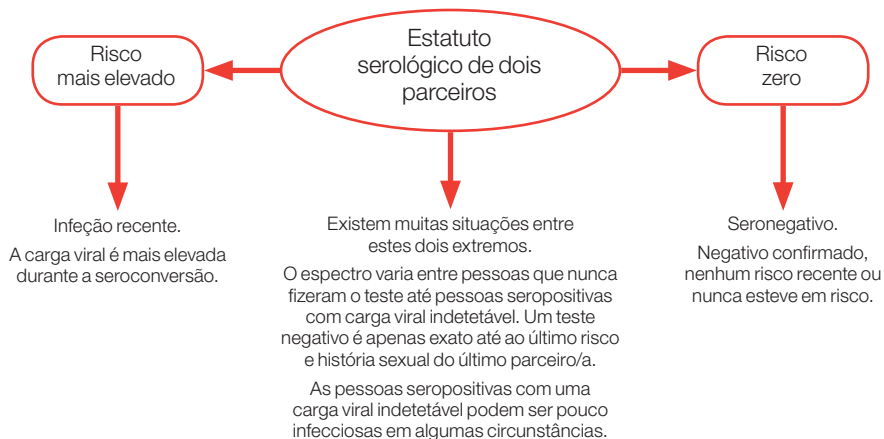 Risco
mais elevado
Estatuto
serológico de dois
parceiros
Risco
zero
Infeção recente.
A carga viral é mais elevada
durante a seroconversão.
Existem muitas situações entre
estes dois extremos.
O espectro varia entre pessoas que nunca
fizeram o teste até pessoas seropositivas
com carga viral indetetável. Um teste
negativo é apenas exato até ao último risco
e história sexual do último parceiro/a.
As pessoas seropositivas com uma
carga viral indetetável podem ser pouco
infecciosas em algumas circunstâncias.
Seronegativo.
Negativo confirmado,
nenhum risco recente ou
nunca esteve em risco.